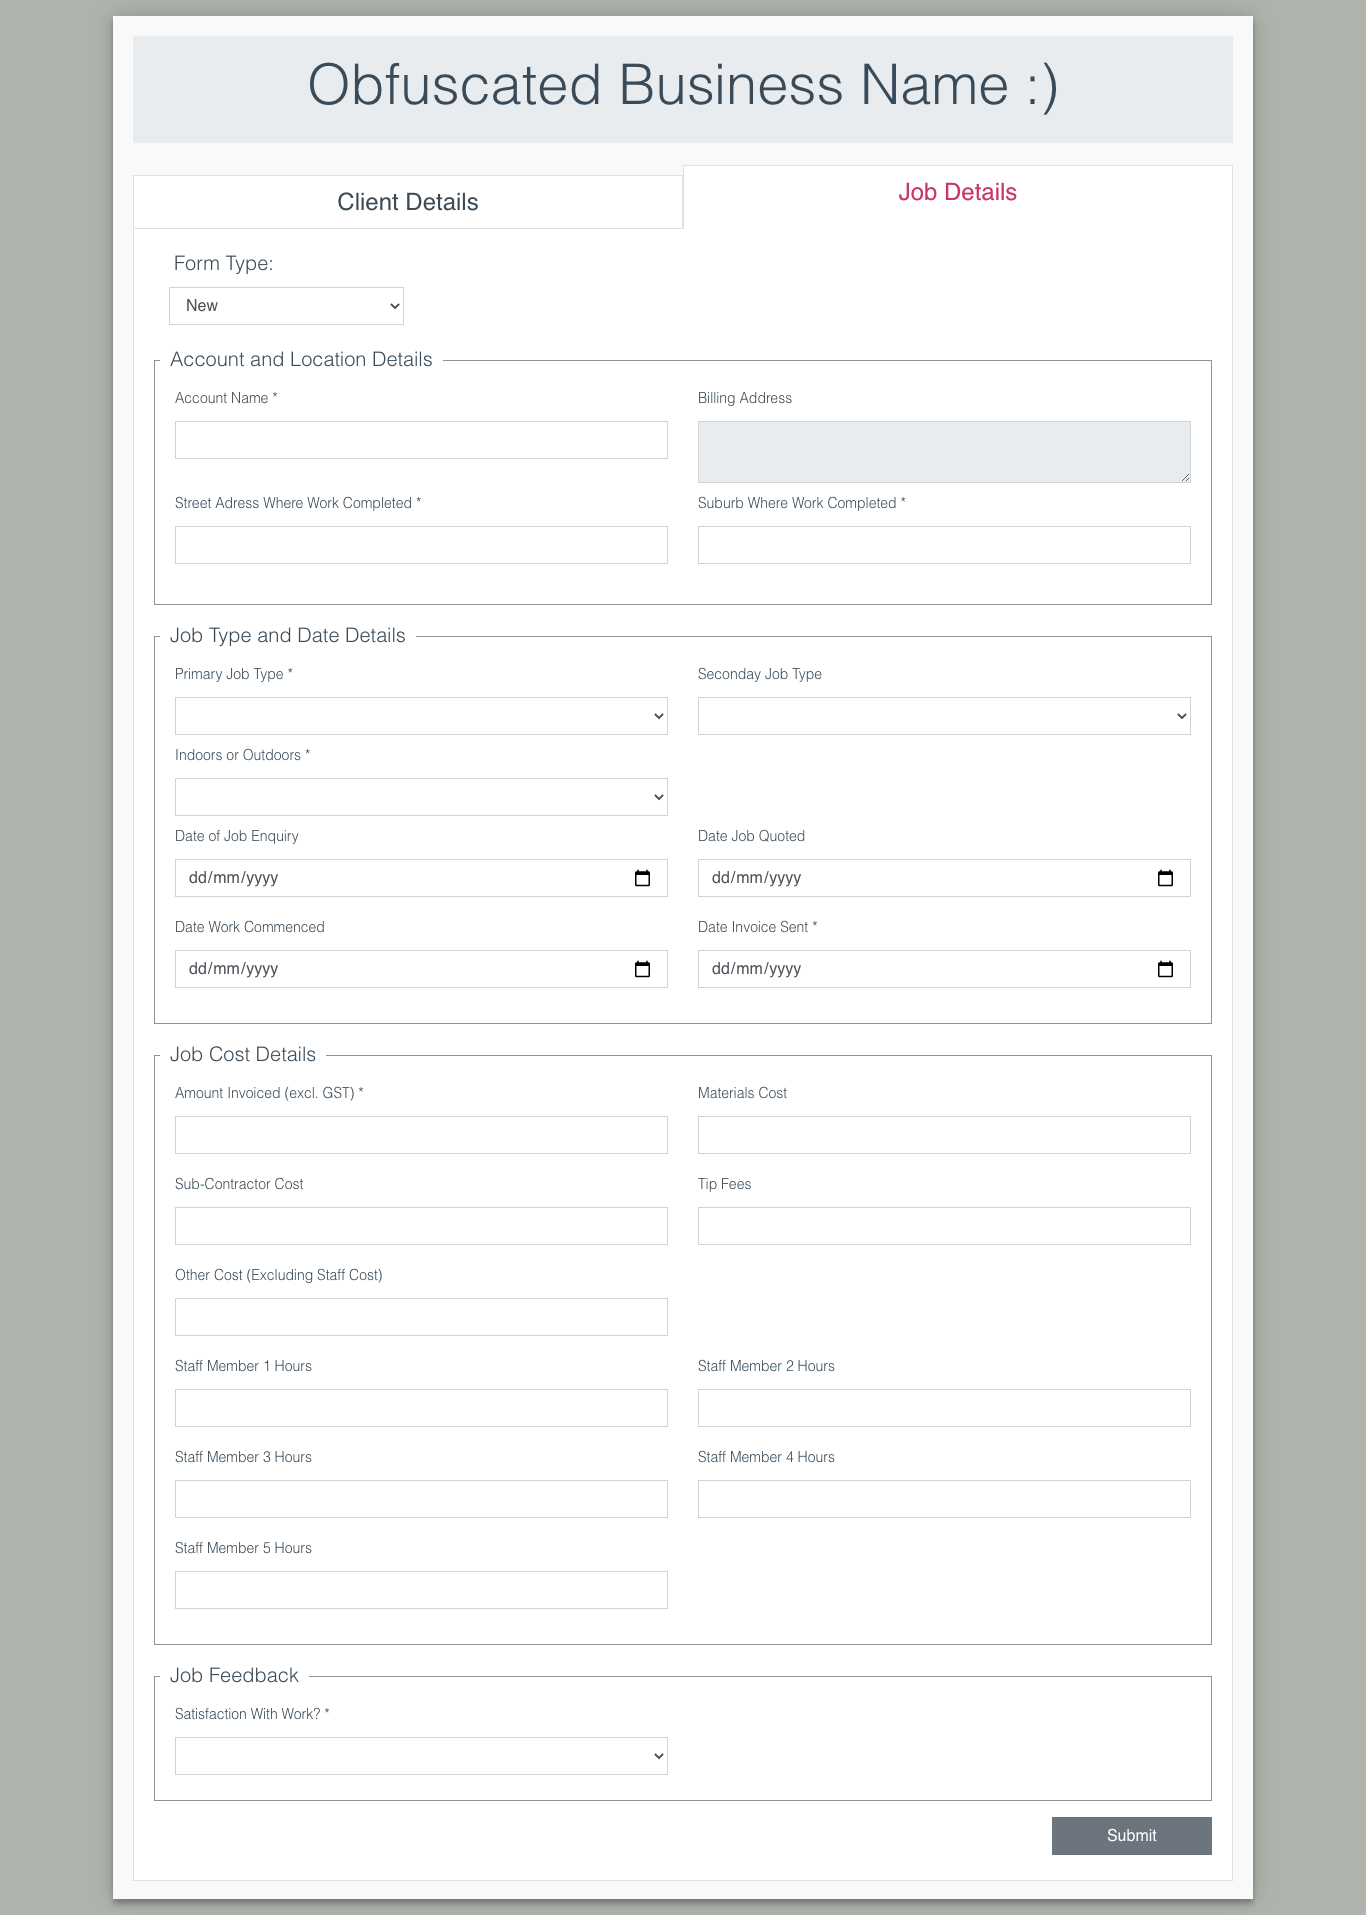 Obfuscated Business Name :)
Client Details
Job Details
Form Type:
New
Account and Location Details
Account Name *
Billing Address
Street Adress Where Work Completed *
Suburb Where Work Completed *
Job Type and Date Details
Primary Job Type *
Seconday Job Type
Indoors or Outdoors *
Date of Job Enquiry
Date Job Quoted
dd/mm/yyyy
dd/mm/yyyy
Date Work Commenced
Date Invoice Sent *
dd/mm/yyyy
dd/mm/yyyy
Job Cost Details
Amount Invoiced (excl. GST) *
Materials Cost
Sub-Contractor Cost
Tip Fees
Other Cost (Excluding Staff Cost)
Staff Member 1 Hours
Staff Member 2 Hours
Staff Member 3 Hours
Staff Member 4 Hours
Staff Member 5 Hours
Job Feedback
Satisfaction With Work? *
Submit